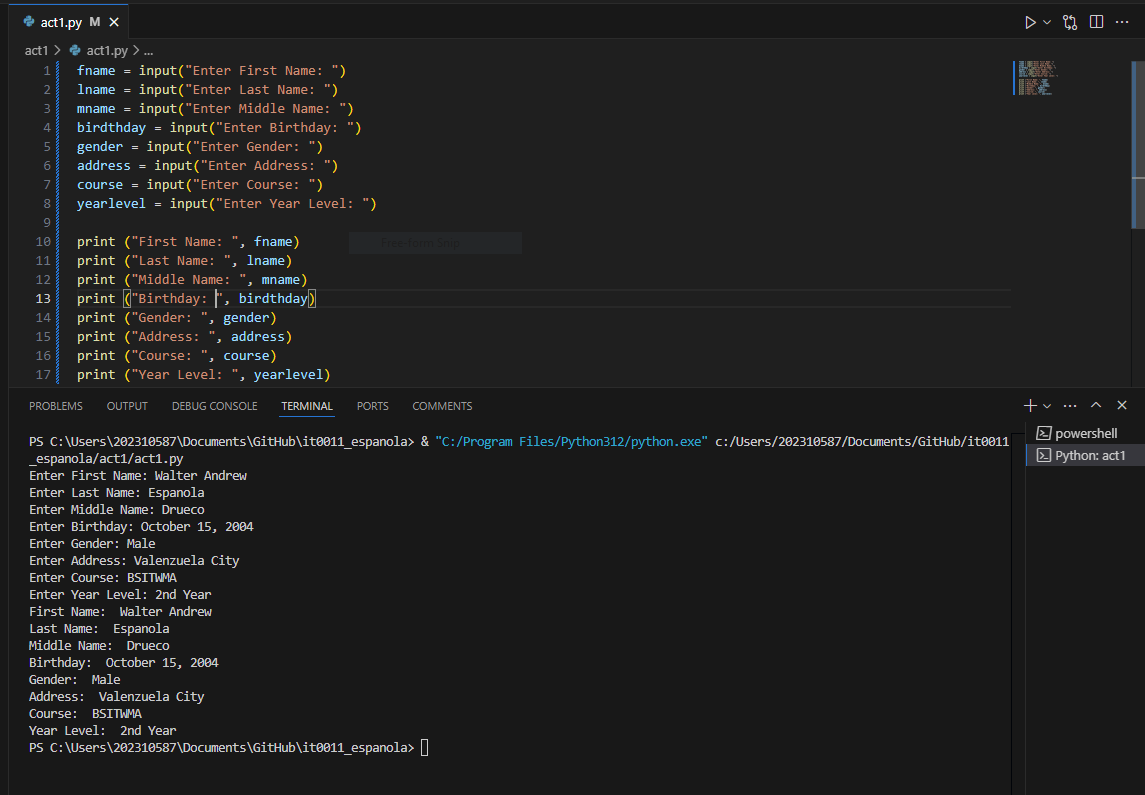 act1.py M
act1 > act1.py > ...
1 fname = input("Enter First Name: ")
2 lname = input("Enter Last Name: ")
3 mname = input("Enter Middle Name: ")
4 birdthday = input("Enter Birthday: ")
5 gender = input("Enter Gender: ")
6 address = input("Enter Address: ")
7 course = input("Enter Course: ")
8 yearlevel = input("Enter Year Level: ")
9
10 print ("First Name: ", fname)
11 print ("Last Name: ", lname)
12 print ("Middle Name: ", mname)
13 print ("Birthday: ", birdthday)
14 print ("Gender: ", gender)
15 print ("Address: ", address)
16 print ("Course: ", course)
17 print ("Year Level: ", yearlevel)
Free-form Snip
PROBLEMS OUTPUT DEBUG CONSOLE TERMINAL PORTS COMMENTS
PS C:\Users\202310587\Documents\GitHub\it0011_espanola> & "C:/Program Files/Python312/python.exe" c:/Users/202310587/Documents/GitHub/it0011
_espanola/act1/act1.py
Enter First Name: Walter Andrew
Enter Last Name: Espanola
Enter Middle Name: Drueco
Enter Birthday: October 15, 2004
Enter Gender: Male
Enter Address: Valenzuela City
Enter Course: BSITWMA
Enter Year Level: 2nd Year
First Name:  Walter Andrew
Last Name:  Espanola
Middle Name:  Drueco
Birthday:  October 15, 2004
Gender:  Male
Address:  Valenzuela City
Course:  BSITWMA
Year Level:  2nd Year
PS C:\Users\202310587\Documents\GitHub\it0011_espanola>
powershell
Python: act1